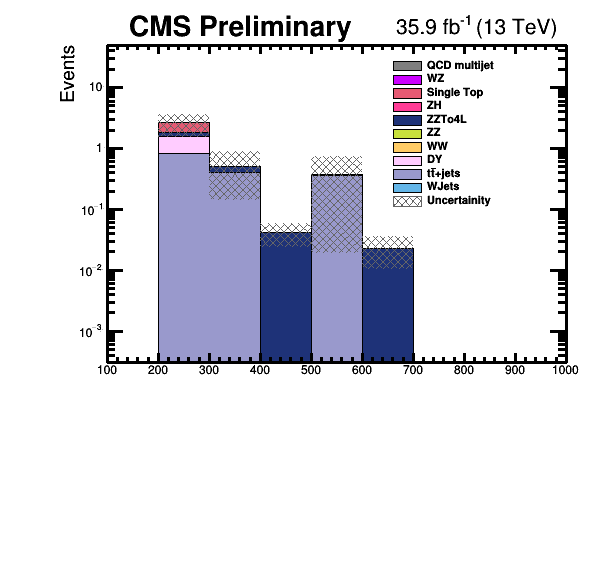 CMS Preliminary 35.9 fb⁻¹ (13 TeV)
Events
10
1
10⁻¹
10⁻²
10⁻³
QCD multijet
WZ
Single Top
ZH
ZZTo4L
ZZ
WW
DY
tt̄+jets
WJets
Uncertainity
100 200 300 400 500 600 700 800 900 1000